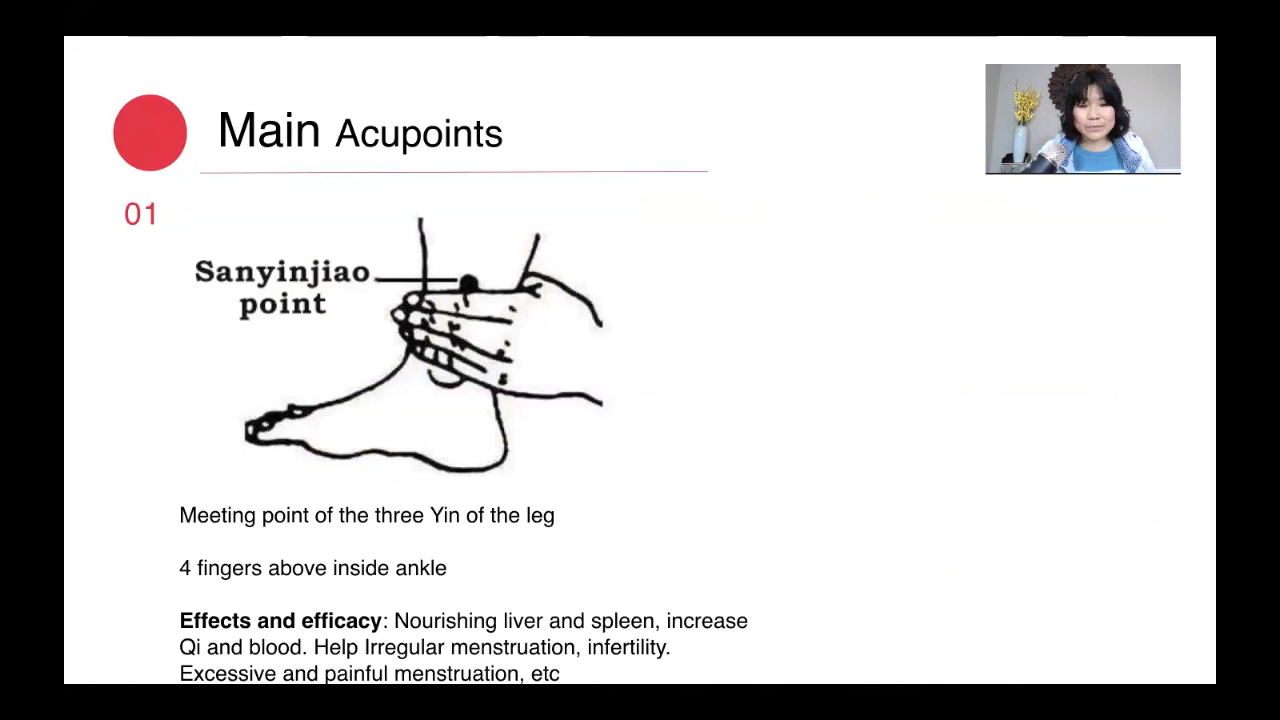 Main Acupoints
01
Sanyinjiao
point
Meeting point of the three Yin of the leg
4 fingers above inside ankle
Effects and efficacy: Nourishing liver and spleen, increase
Qi and blood. Help Irregular menstruation, infertility.
Excessive and painful menstruation, etc